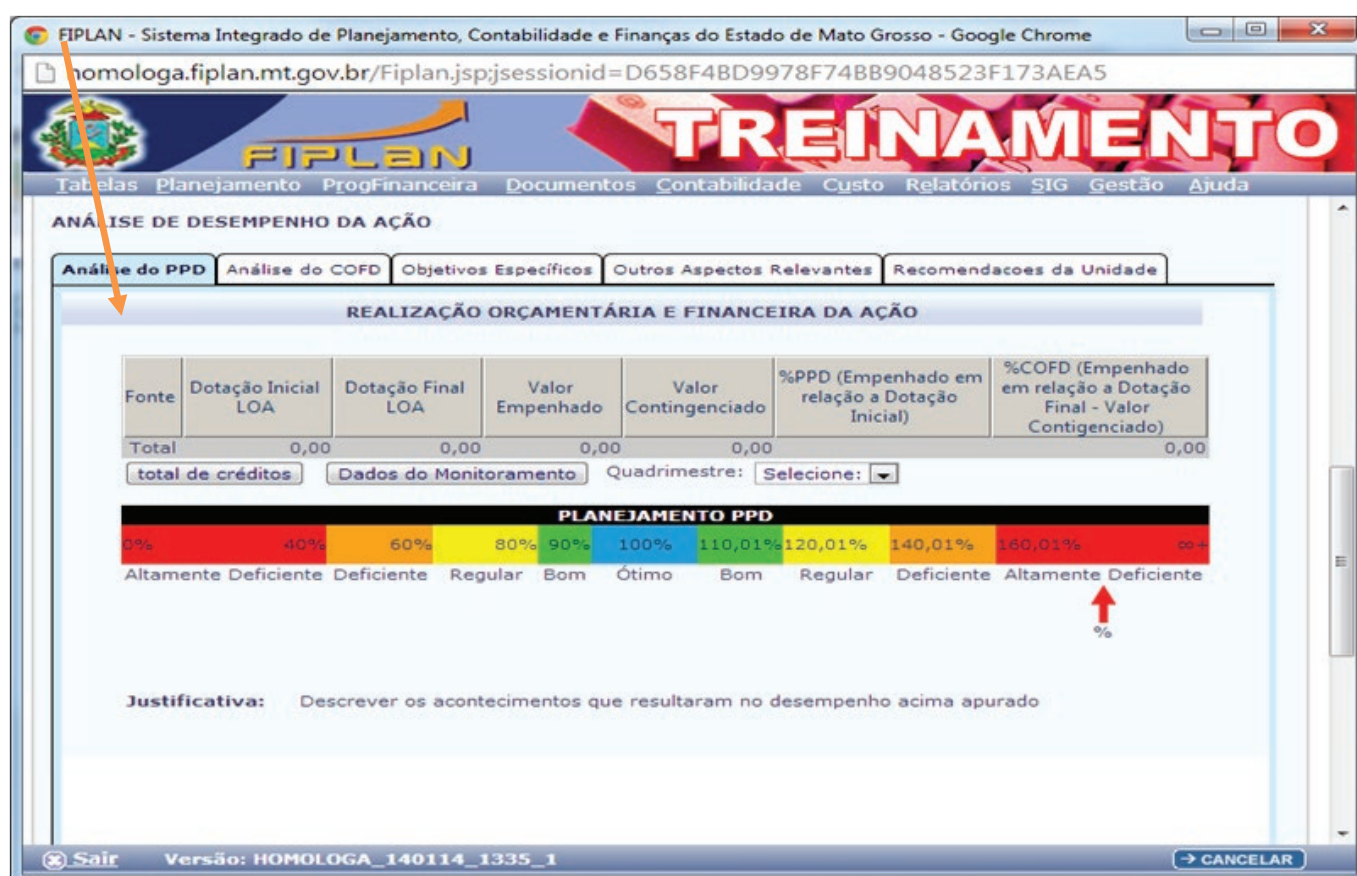 FIPLAN - Sistema Integrado de Planejamento, Contabilidade e Finanças do Estado de Mato Grosso - Google Chrome
homologa.fiplan.mt.gov.br/Fiplan.jsp;jsessionid=D658F4BD9978F74BB9048523F173AEA5
FIPLAN
TREINAMENTO
Tabelas Planejamento ProgFinanceira Documentos Contabilidade Custo Relatórios SIG Gestão Ajuda
ANÁLISE DE DESEMPENHO DA AÇÃO
Análise do PPD Análise do COFD Objetivos Específicos Outros Aspectos Relevantes Recomendacoes da Unidade
REALIZAÇÃO ORÇAMENTÁRIA E FINANCEIRA DA AÇÃO
Fonte
Dotação Inicial
LOA
Dotação Final
LOA
Valor
Empenhado
Valor
Contingenciado
%PPD (Empenhado em
relação a Dotação
Inicial)
%COFD (Empenhado
em relação a Dotação
Final - Valor
Contigenciado)
Total 0,00 0,00 0,00 0,00 0,00
total de créditos Dados do Monitoramento Quadrimestre: Selecione:
PLANEJAMENTO PPD
0% 40% 60% 80% 90% 100% 110,01% 120,01% 140,01% 160,01% ∞+
Altamente Deficiente Deficiente Regular Bom Ótimo Bom Regular Deficiente Altamente Deficiente
%
Justificativa: Descrever os acontecimentos que resultaram no desempenho acima apurado
Sair Versão: HOMOLOGA_140114_1335_1 CANCELAR